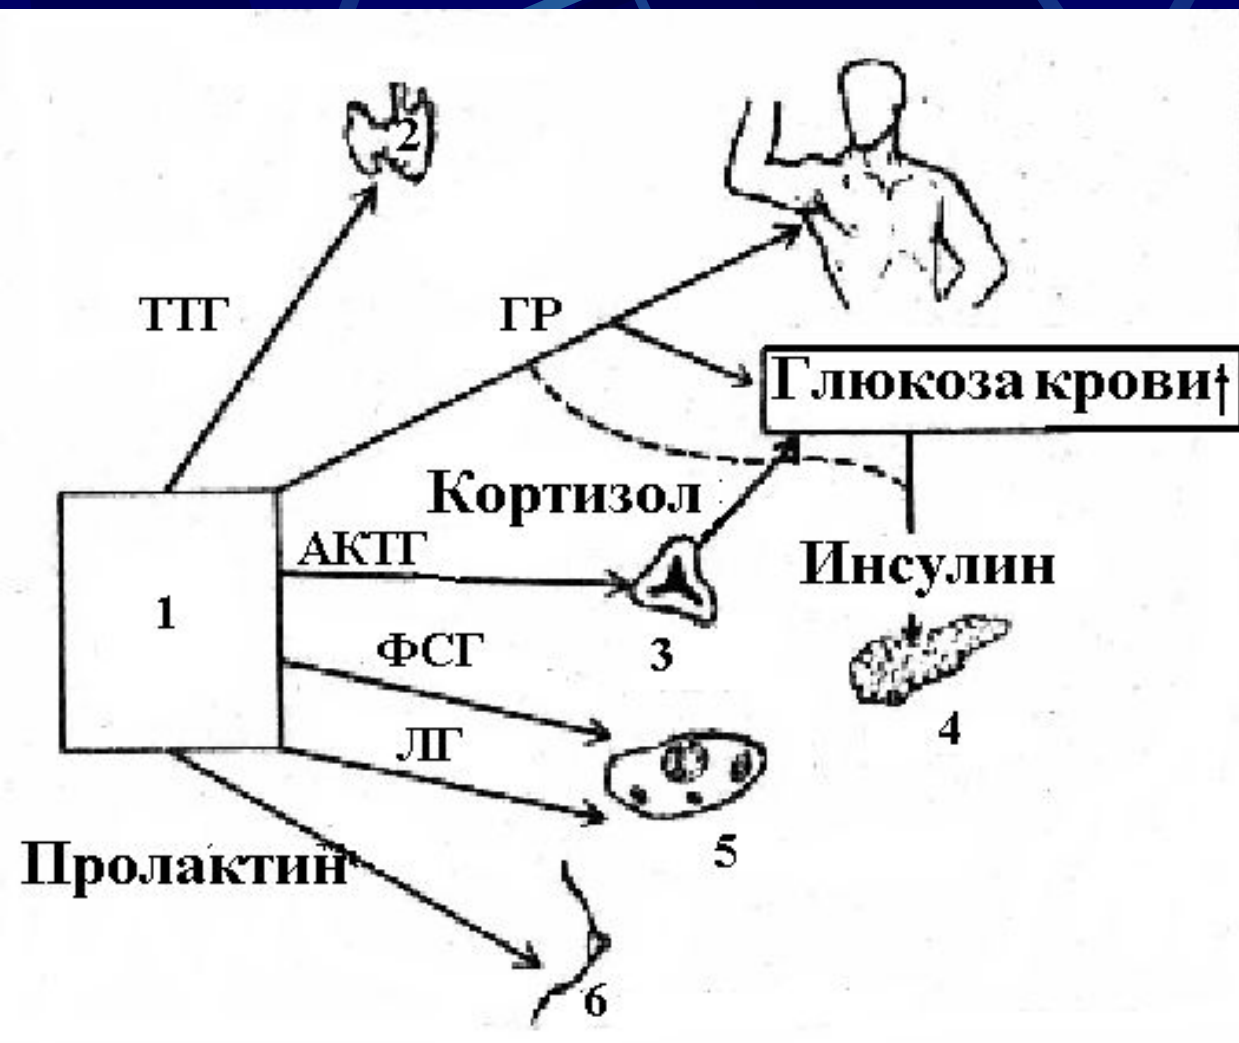 2
ТТГ
ГР
Глюкоза крови
Кортизол
АКТГ
Инсулин
1
3
ФСГ
4
ЛГ
5
Пролактин
6